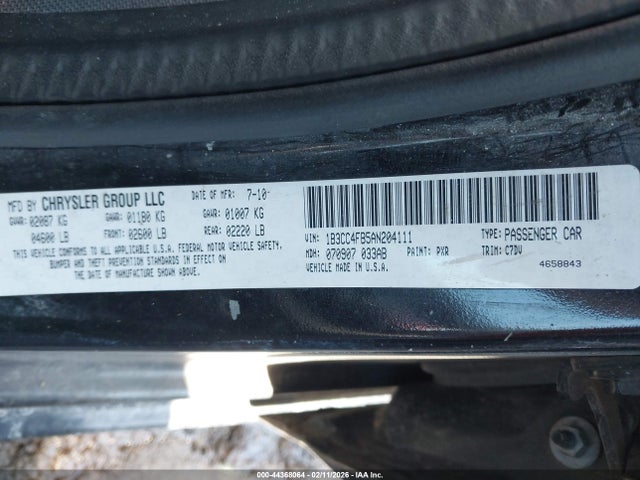 MFD BY CHRYSLER GROUP LLC DATE OF MFR: 7-10
GVWR: 02087 KG GAWR: 01180 KG GAWR: 01007 KG
04600 LB FRONT: 02600 LB REAR: 02220 LB
THIS VEHICLE CONFORMS TO ALL APPLICABLE U.S.A. FEDERAL MOTOR VEHICLE SAFETY,
BUMPER AND THEFT PREVENTION STANDARDS IN EFFECT
ON THE DATE OF MANUFACTURE SHOWN ABOVE.
VIN: 1B3CC4FB5AN204111 TYPE: PASSENGER CAR
MDH: 070907 033AB PAINT: PXR TRIM: C7DV
VEHICLE MADE IN U.S.A. 4658843
000-44368064 - 02/11/2026 - IAAI.COM